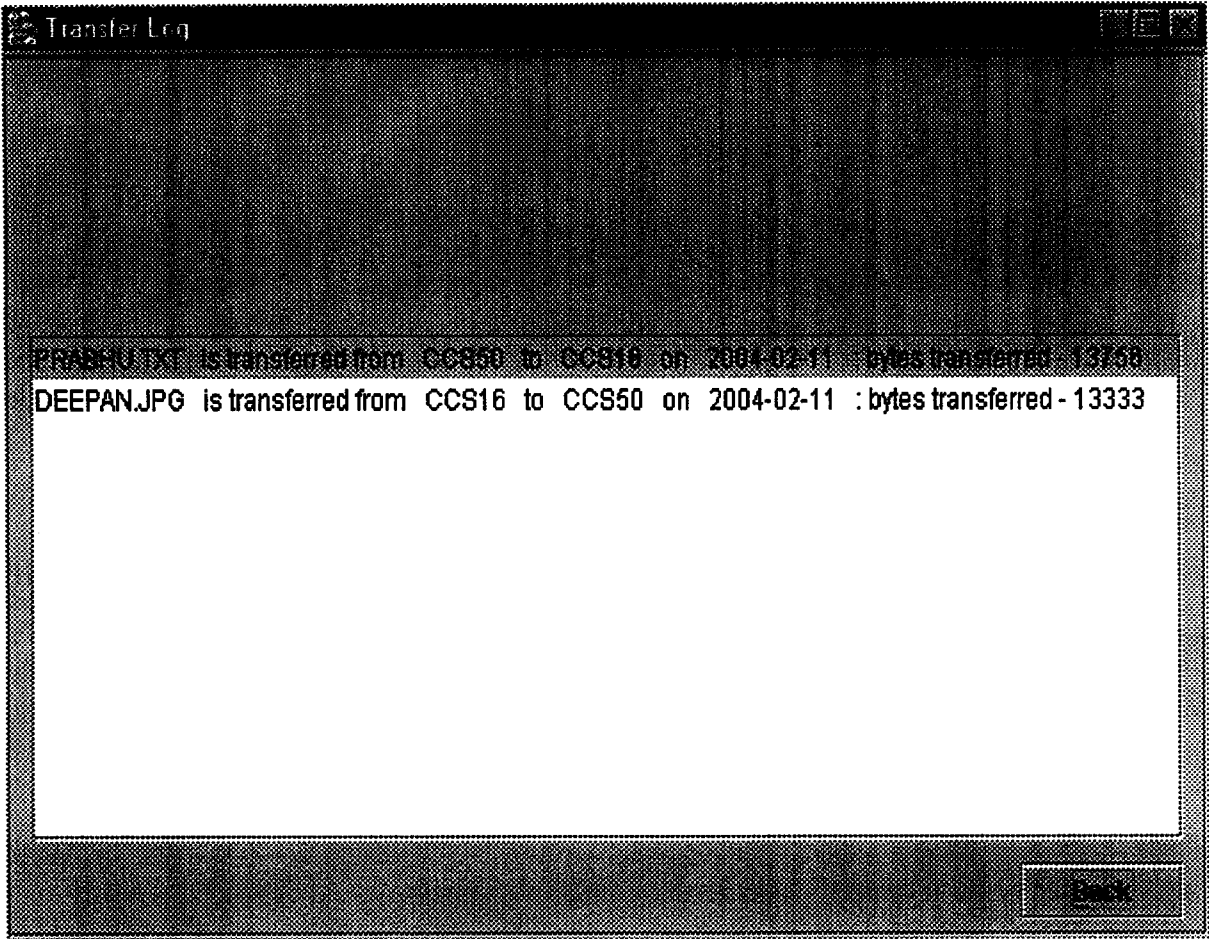 Transfer Log
PRABHU.TXT is transferred from CCS50 to CCS16 on 2004-02-11 : bytes transferred - 13758
DEEPAN.JPG is transferred from CCS16 to CCS50 on 2004-02-11 : bytes transferred - 13333
Back